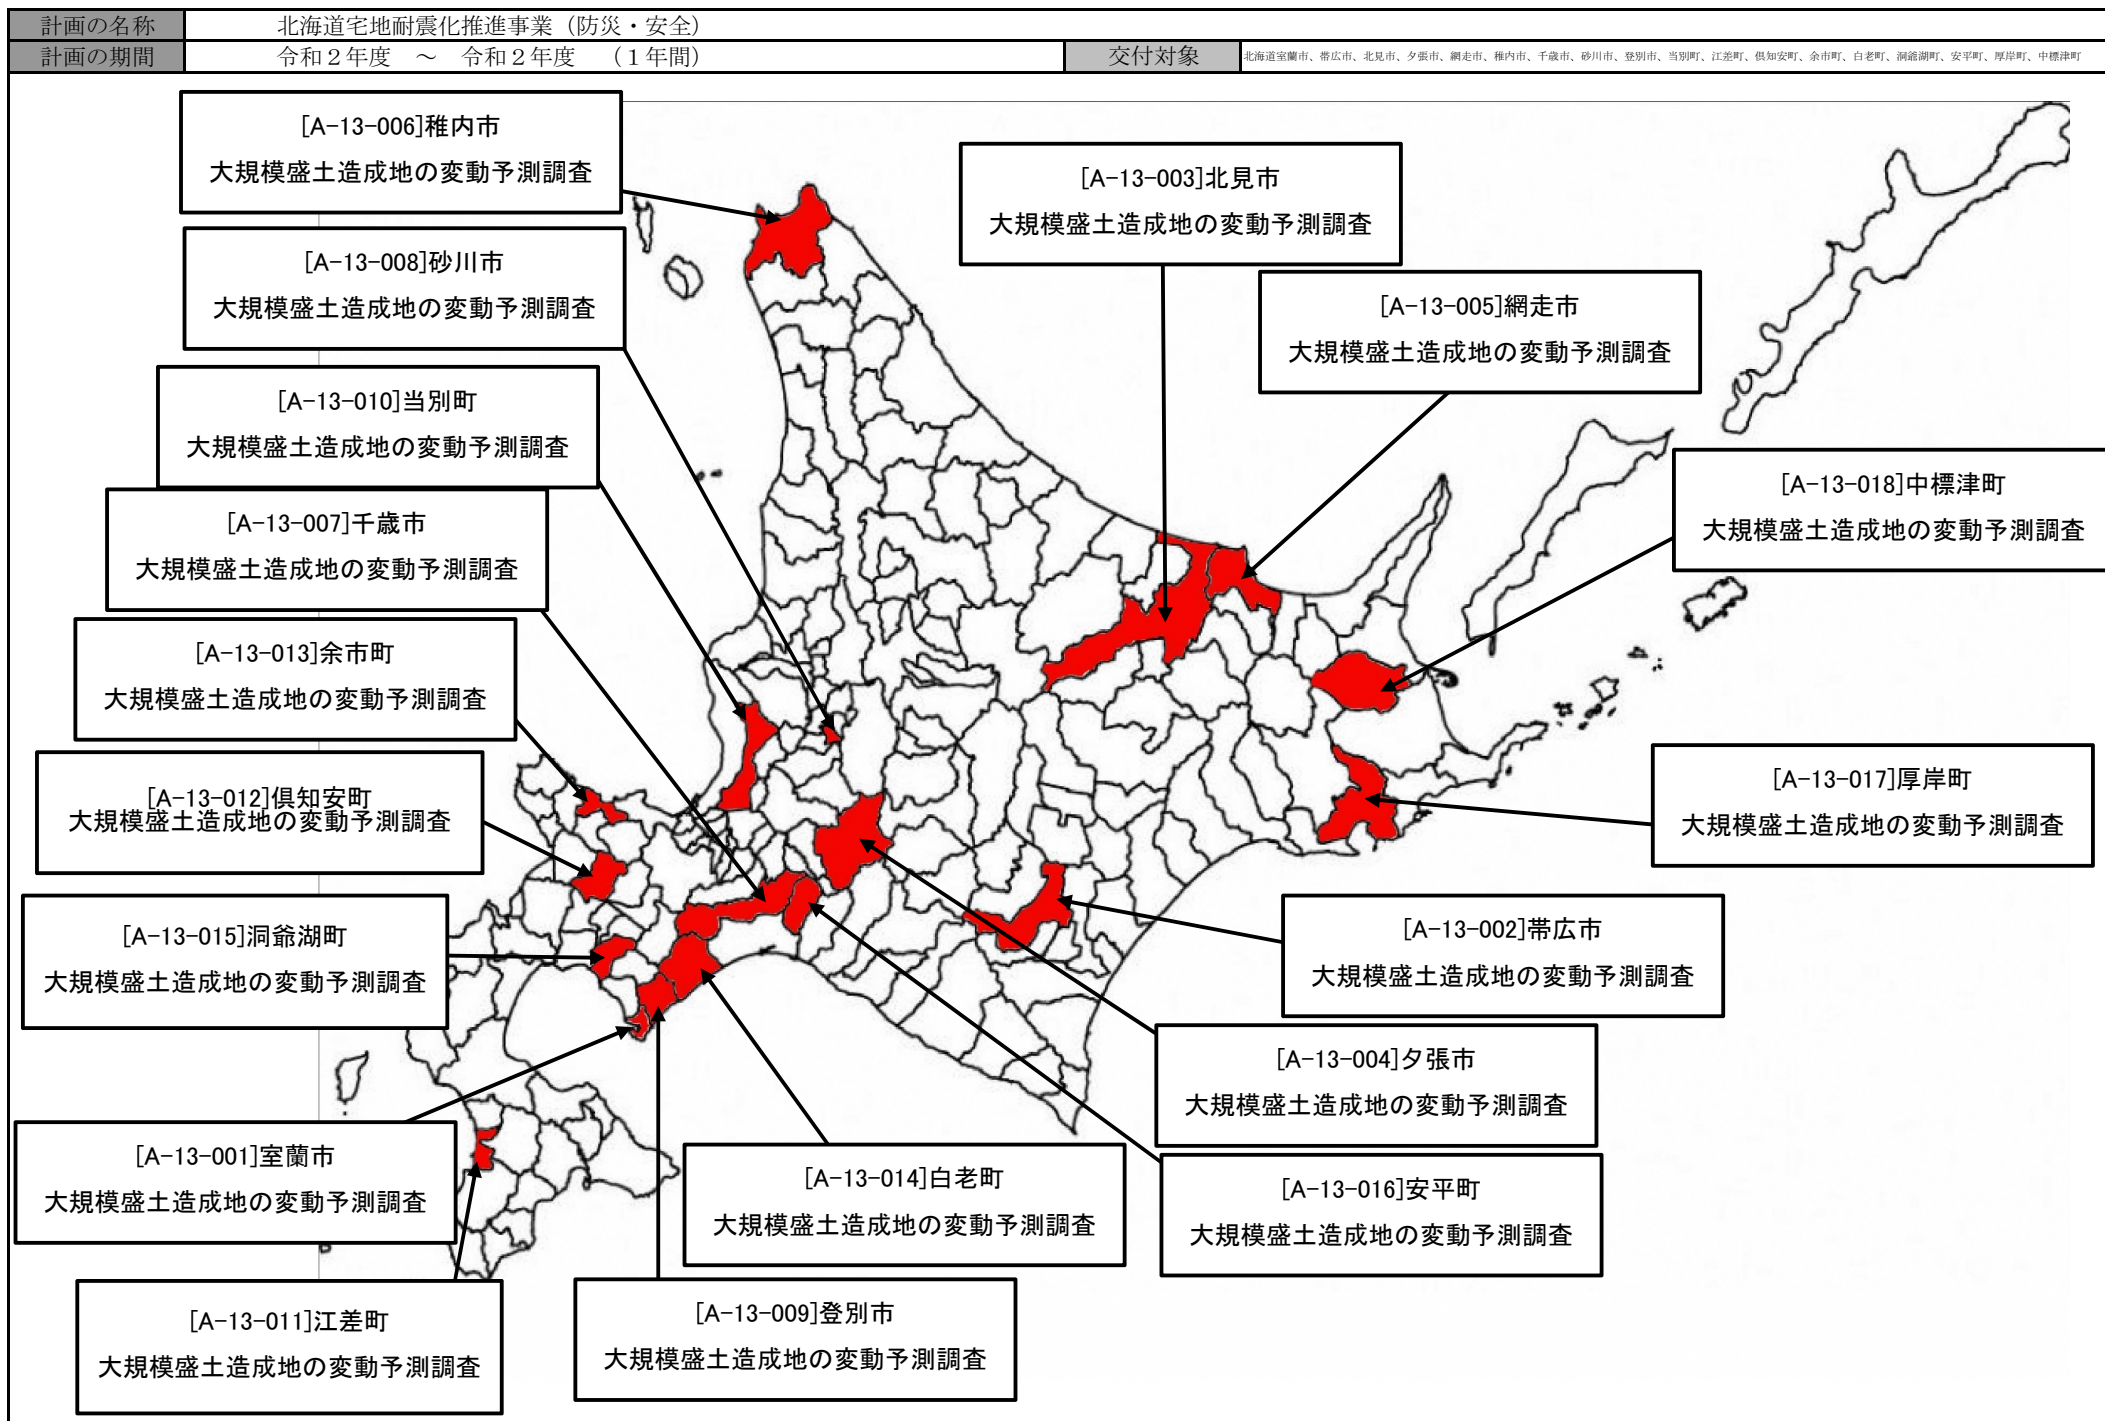 計画の名称 北海道宅地耐震化推進事業（防災・安全）
計画の期間 令和２年度 ～ 令和２年度 （１年間） 交付対象 北海道室蘭市、帯広市、北見市、夕張市、網走市、稚内市、千歳市、砂川市、登別市、当別町、江差町、倶知安町、余市町、白老町、洞爺湖町、安平町、厚岸町、中標津町
[A-13-006]稚内市
大規模盛土造成地の変動予測調査
[A-13-003]北見市
大規模盛土造成地の変動予測調査
[A-13-008]砂川市
大規模盛土造成地の変動予測調査
[A-13-005]網走市
大規模盛土造成地の変動予測調査
[A-13-010]当別町
大規模盛土造成地の変動予測調査
[A-13-018]中標津町
大規模盛土造成地の変動予測調査
[A-13-007]千歳市
大規模盛土造成地の変動予測調査
[A-13-013]余市町
大規模盛土造成地の変動予測調査
[A-13-012]倶知安町
大規模盛土造成地の変動予測調査
[A-13-017]厚岸町
大規模盛土造成地の変動予測調査
[A-13-015]洞爺湖町
大規模盛土造成地の変動予測調査
[A-13-002]帯広市
大規模盛土造成地の変動予測調査
[A-13-004]夕張市
大規模盛土造成地の変動予測調査
[A-13-001]室蘭市
大規模盛土造成地の変動予測調査
[A-13-014]白老町
大規模盛土造成地の変動予測調査
[A-13-016]安平町
大規模盛土造成地の変動予測調査
[A-13-011]江差町
大規模盛土造成地の変動予測調査
[A-13-009]登別市
大規模盛土造成地の変動予測調査